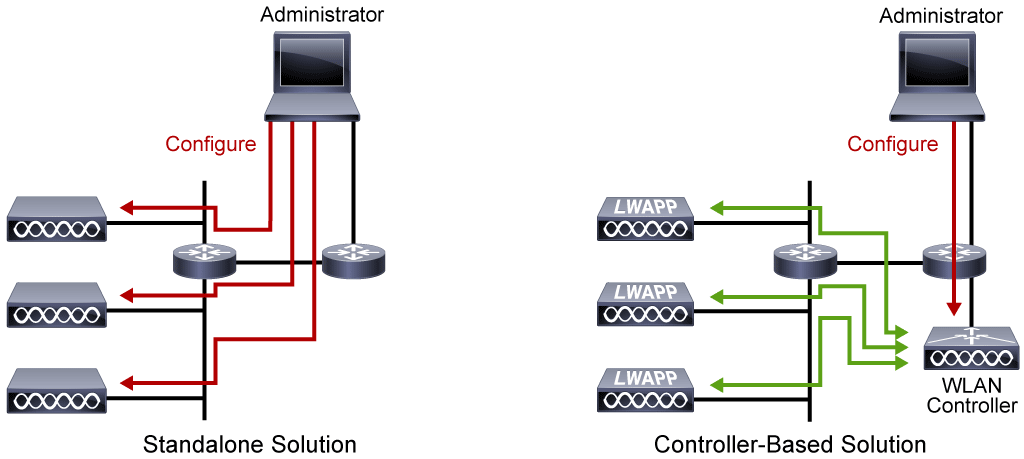 Administrator
Configure
Standalone Solution
Administrator
Configure
LWAPP
LWAPP
LWAPP
WLAN
Controller
Controller-Based Solution